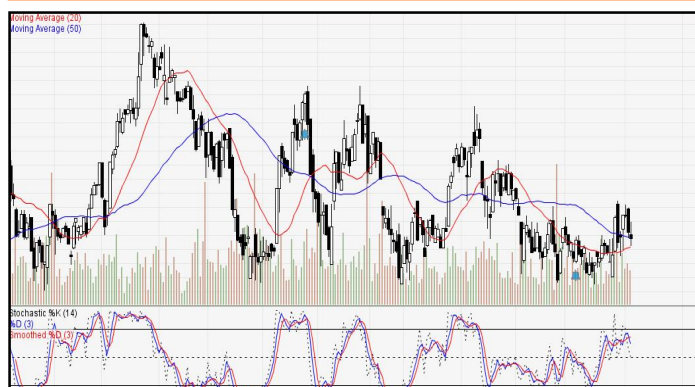 Moving Average (20)
Moving Average (50)
Stochastic %K (14)
%D (3)
Smoothed %D (3)